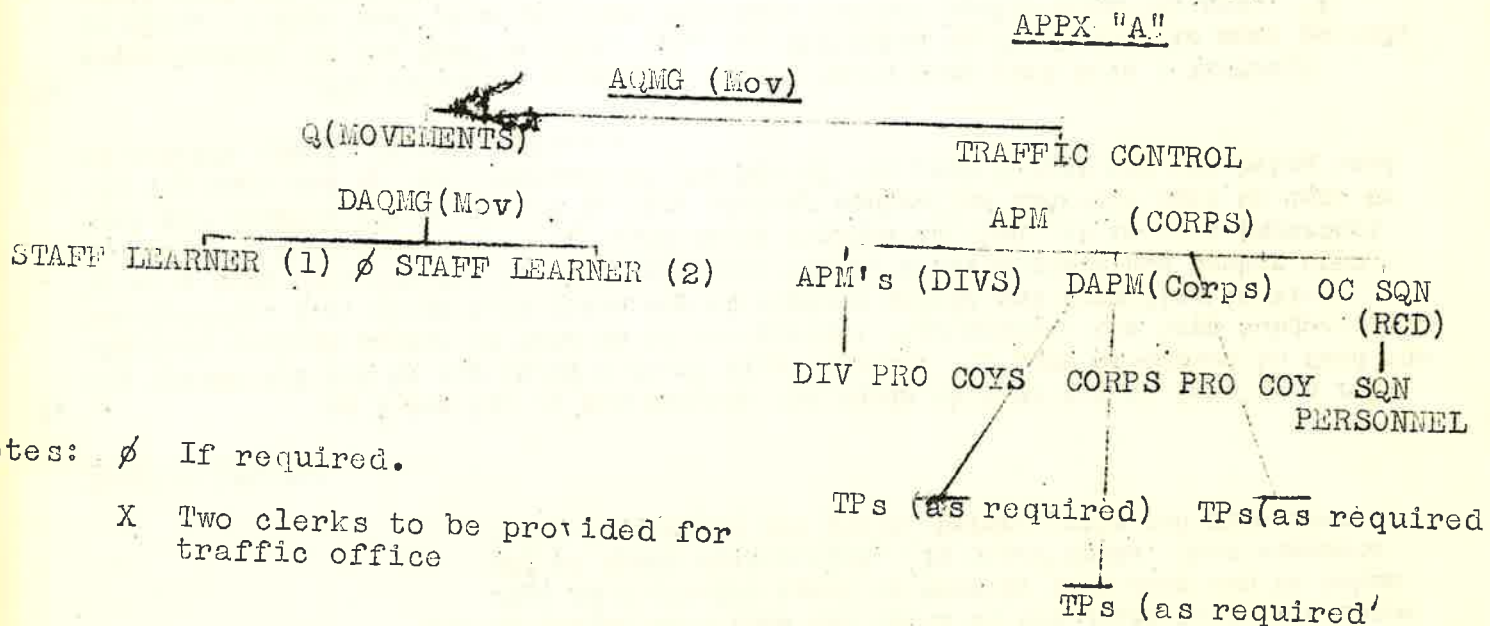 APPX "A"
AQMG (Mov)
Q(MOVEMENTS)
TRAFFIC CONTROL
DAQMG(Mov)
APM (CORPS)
STAFF LEARNER (1) ø STAFF LEARNER (2)
APM's (DIVS) DAPM(Corps) OC SQN
(RCD)
DIV PRO COYS CORPS PRO COY SQN
PERSONNEL
tes: ø If required.
TPs (as required) TPs(as required
X Two clerks to be provided for
traffic office
TPs (as required'